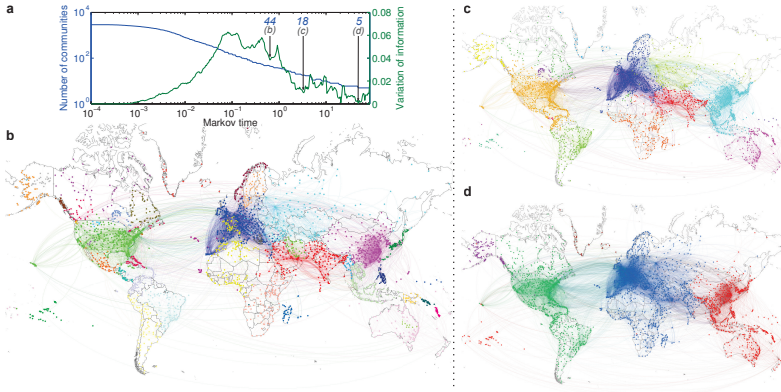 a
10⁴
10²
10⁰
Number of communities
10⁻⁴
10⁻³
10⁻²
10⁻¹
10⁰
10¹
Markov time
44
(b)
18
(c)
5
(d)
0.08
0.06
0.04
0.02
0
Variation of information
b
c
d